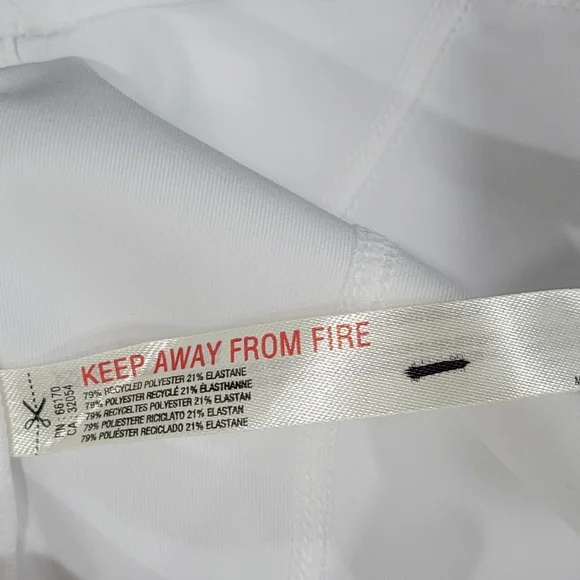 KEEP AWAY FROM FIRE
79% RECYCLED POLYESTER 21% ELASTANE
79% POLYESTER RECYCLÉ 21% ÉLASTHANNE
79% RECYCELTES POLYESTER 21% ELASTAN
79% POLIESTERE RICICLATO 21% ELASTAN
79% POLIÉSTER RECICLADO 21% ELASTAN
RN : 66170
CA : 32054